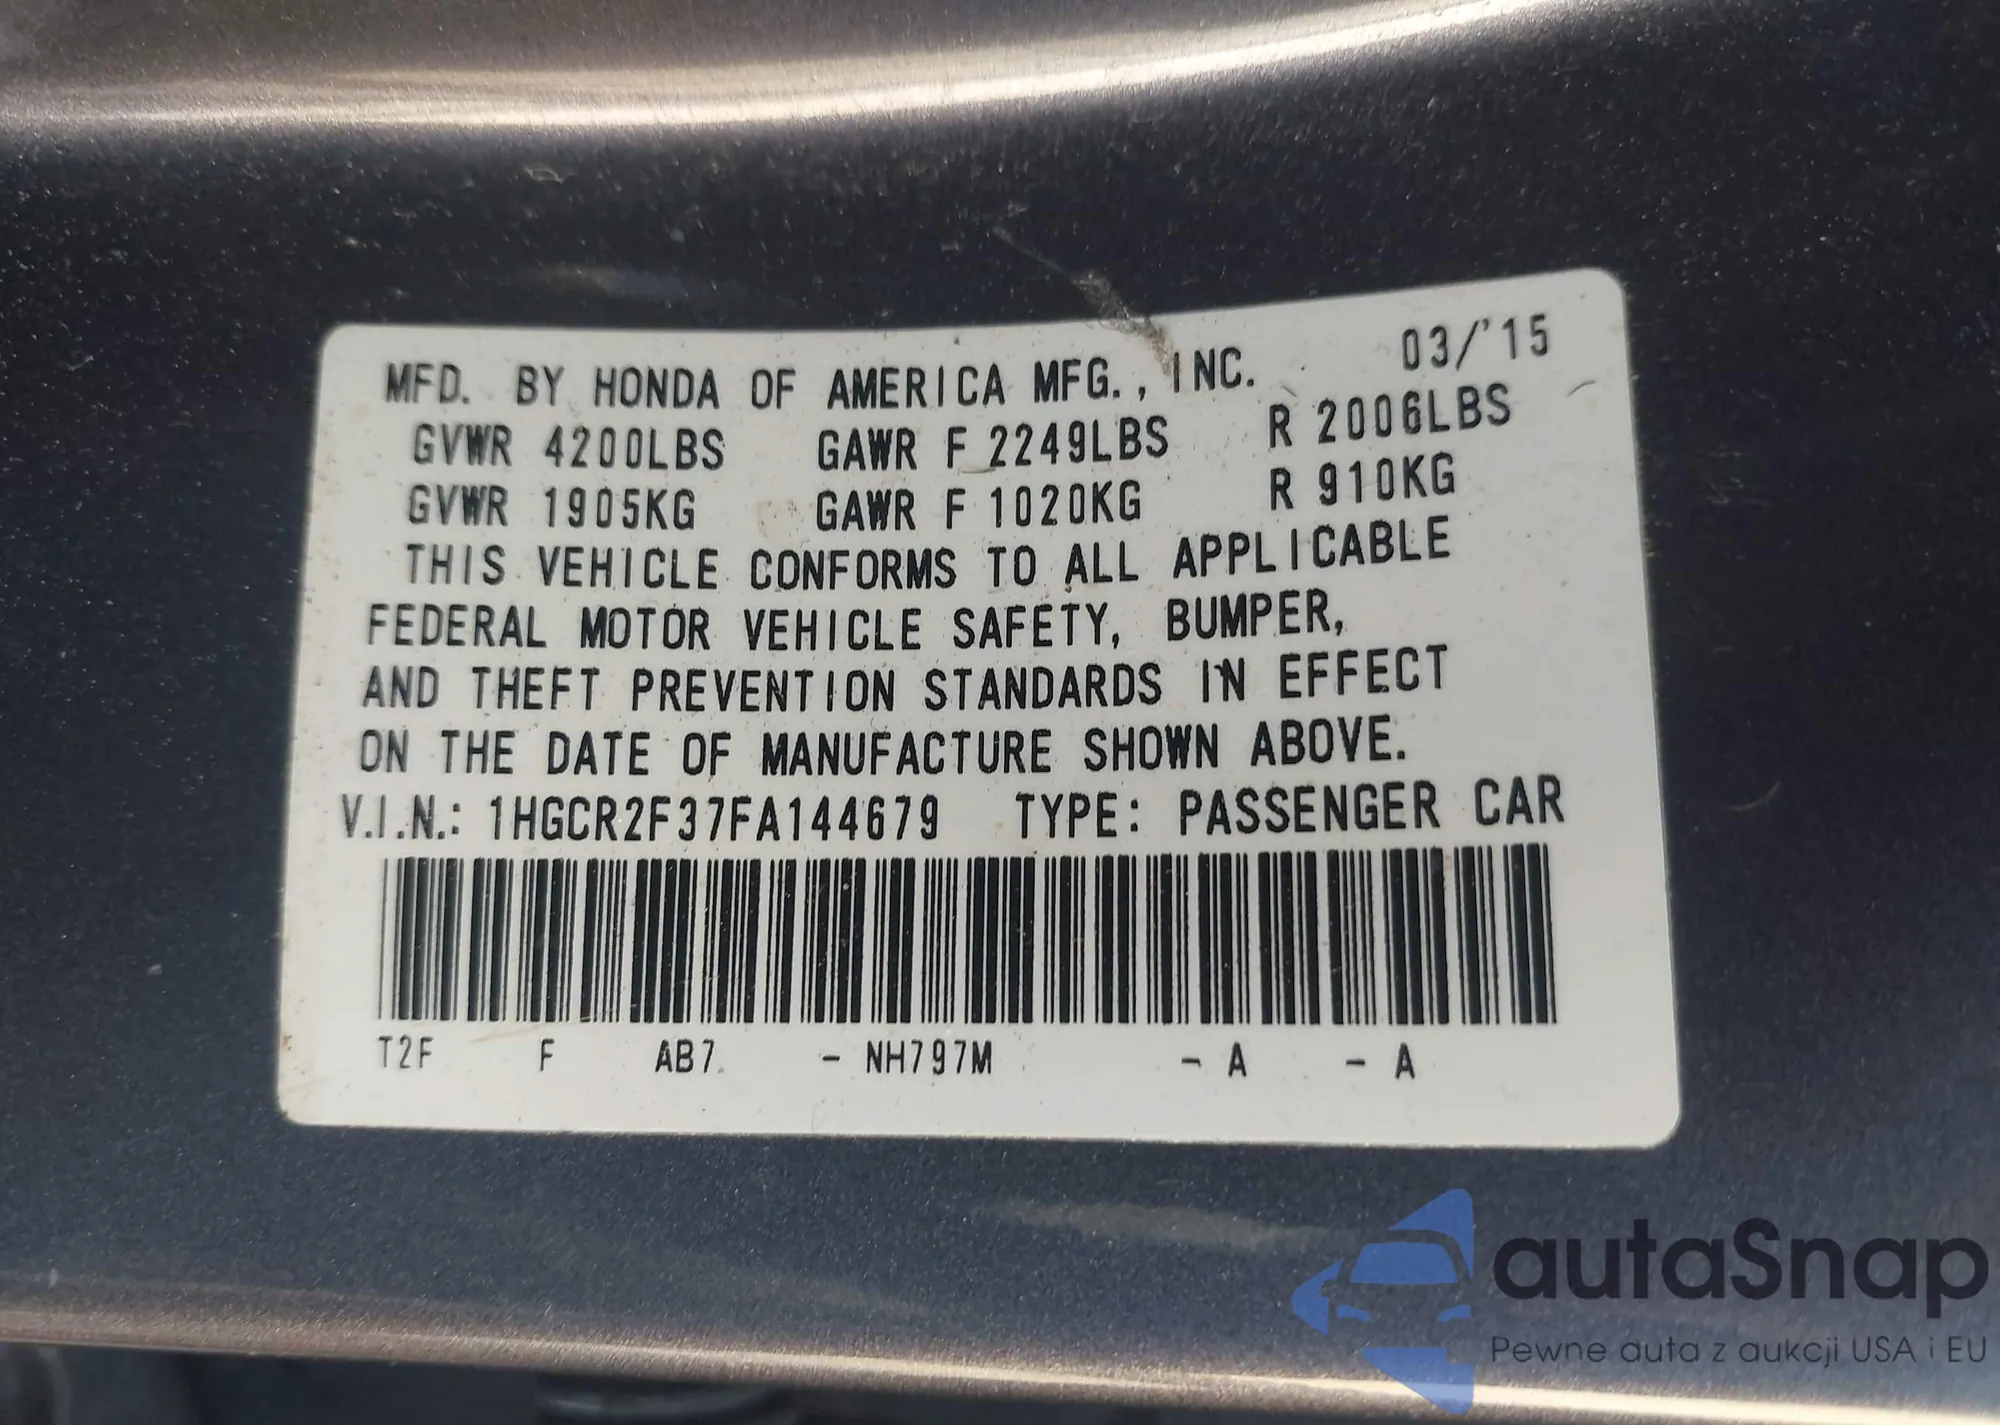 MFD. BY HONDA OF AMERICA MFG., INC. 03/'15
GVWR 4200LBS GAWR F 2249LBS R 2006LBS
GVWR 1905KG GAWR F 1020KG R 910KG
THIS VEHICLE CONFORMS TO ALL APPLICABLE
FEDERAL MOTOR VEHICLE SAFETY, BUMPER,
AND THEFT PREVENTION STANDARDS IN EFFECT
ON THE DATE OF MANUFACTURE SHOWN ABOVE.
V.I.N.: 1HGCR2F37FA144679 TYPE: PASSENGER CAR
T2F F AB7 - NH797M - A - A
autaSnap
Pewne auta z aukcji USA i EU